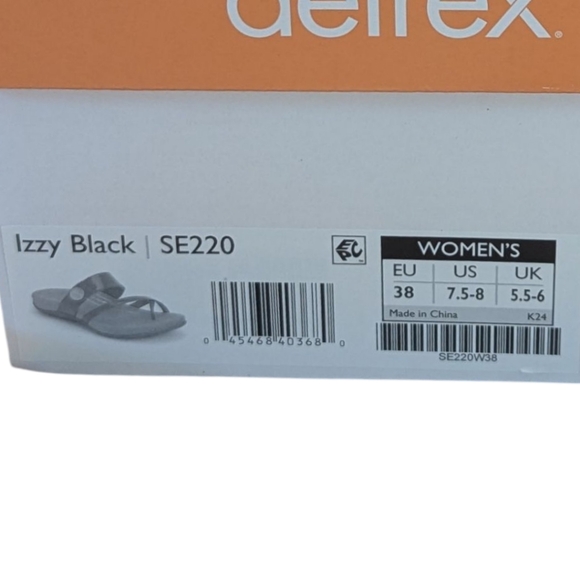 aetrex®
Izzy Black | SE220
WOMEN'S
EU | US | UK
38 | 7.5-8 | 5.5-6
Made in China K24
0 45468 40368 0
SE220W38